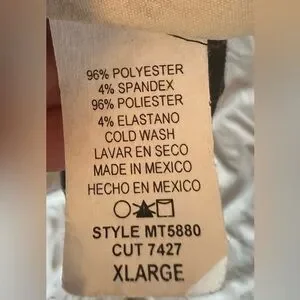 96% POLYESTER
4% SPANDEX
96% POLIESTER
4% ELASTANO
COLD WASH
LAVAR EN SECO
MADE IN MEXICO
HECHO EN MEXICO
STYLE MT5880
CUT 7427
XLARGE